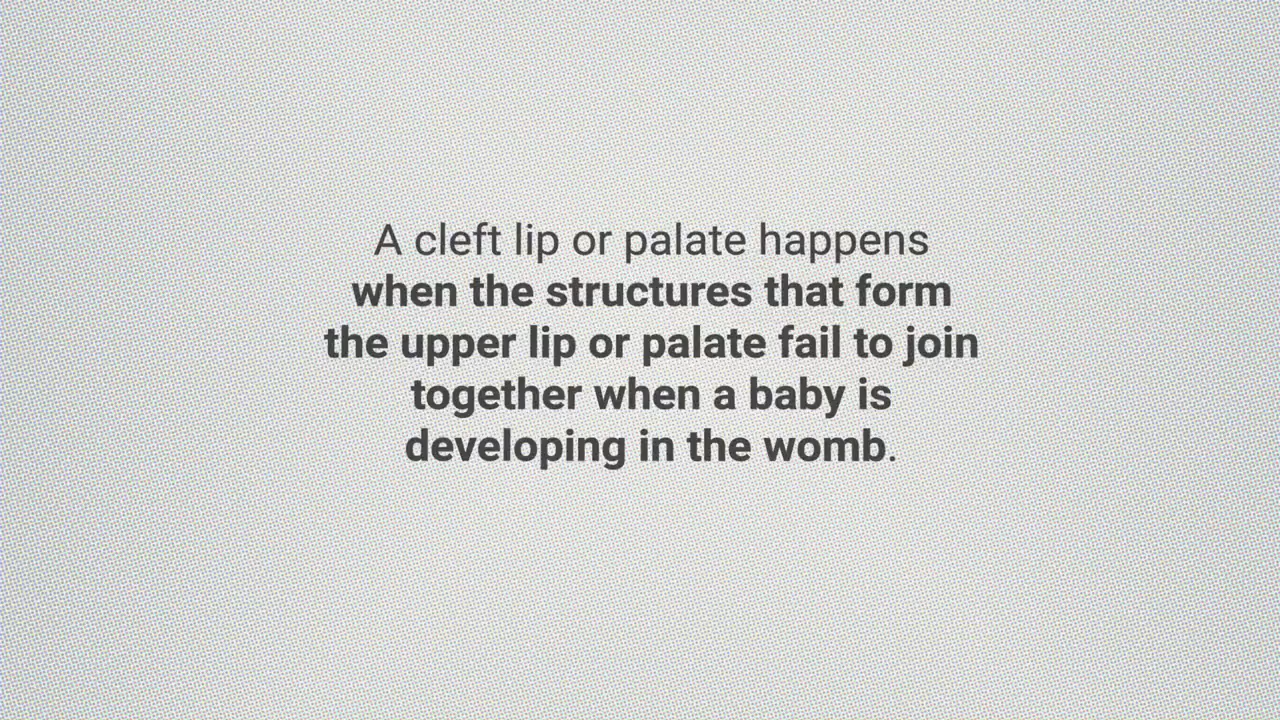 A cleft lip or palate happens
when the structures that form
the upper lip or palate fail to join
together when a baby is
developing in the womb.